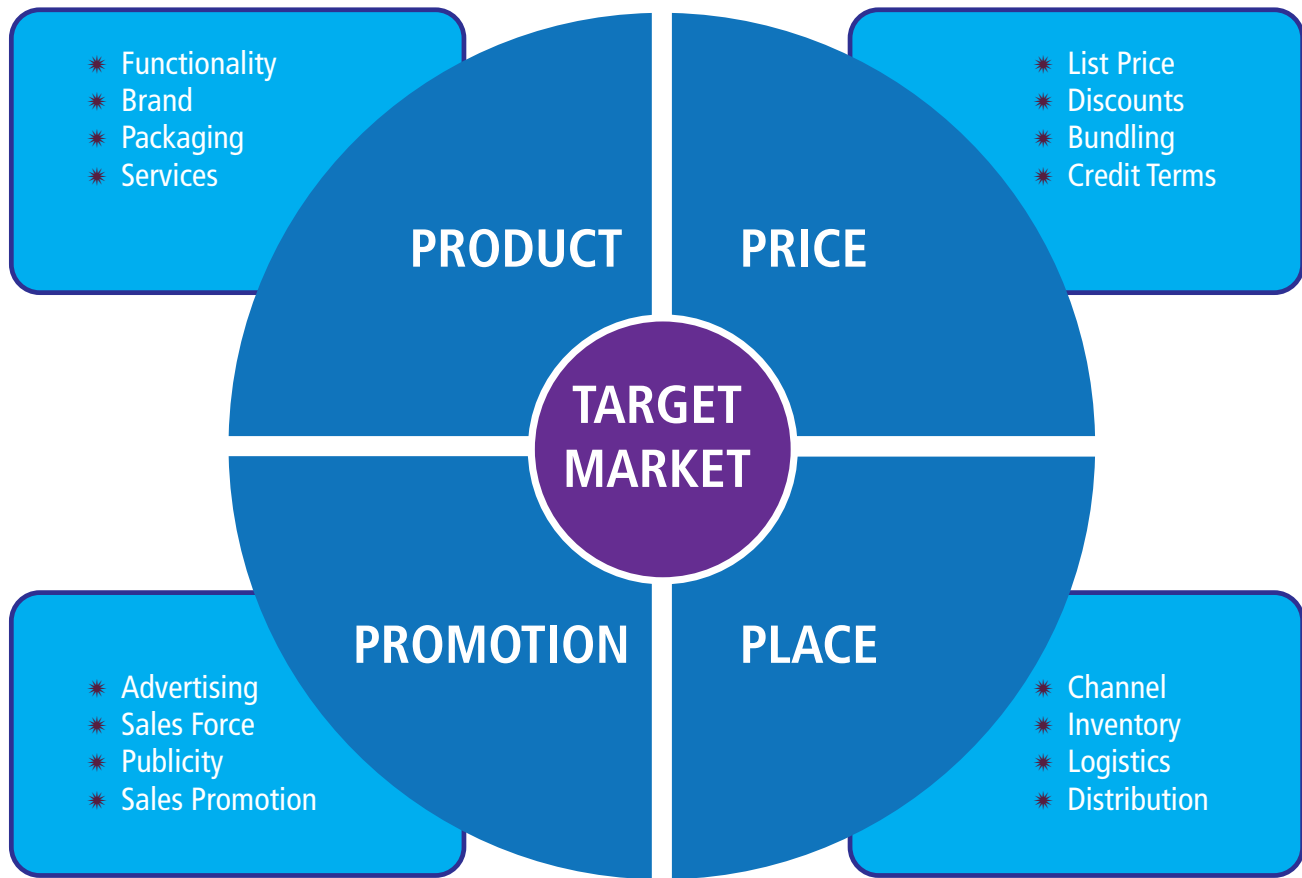 Functionality
Brand
Packaging
Services
List Price
Discounts
Bundling
Credit Terms
PRODUCT
PRICE
TARGET
MARKET
PROMOTION
PLACE
Advertising
Sales Force
Publicity
Sales Promotion
Channel
Inventory
Logistics
Distribution